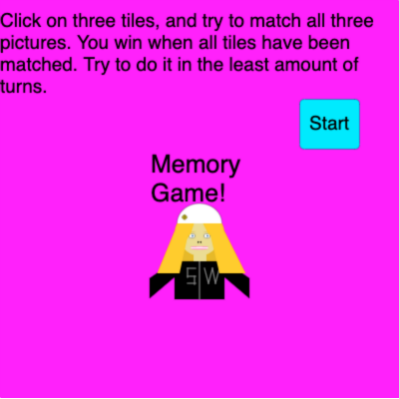 Click on three tiles, and try to match all three
pictures. You win when all tiles have been
matched. Try to do it in the least amount of
turns.
Start
Memory
Game!
SW